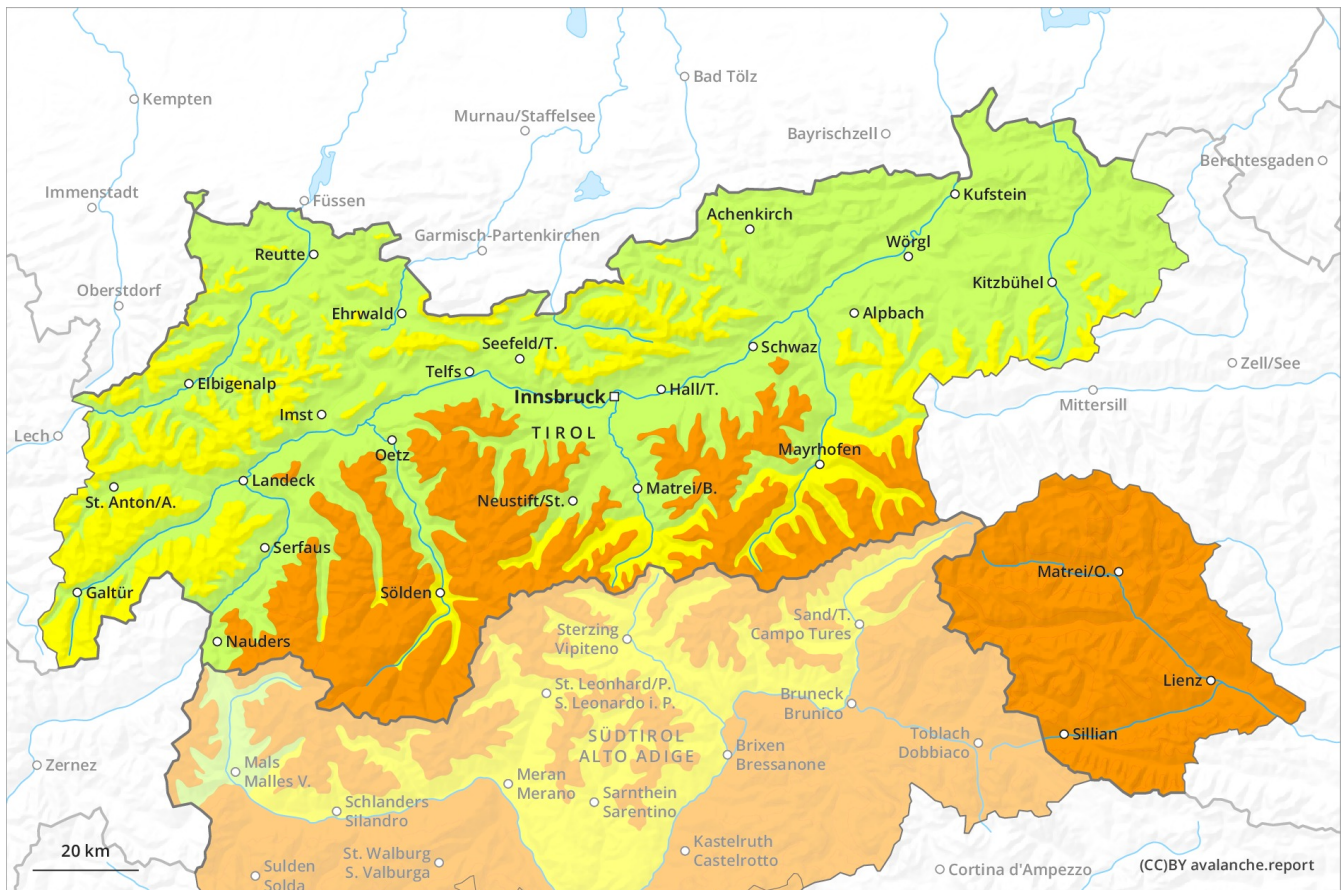 Kempten
Bad Tölz
Murnau/Staffelsee
Bayrischzell
Berchtesgaden
Immenstadt
Füssen
Kufstein
Achenkirch
Garmisch-Partenkirchen
Wörgl
Reutte
Kitzbühel
Oberstdorf
Ehrwald
Alpbach
Seefeld/T.
Schwaz
Telfs
Zell/See
Elbigenalp
Hall/T.
Innsbruck
Mittersill
Imst
TIROL
Lech
Oetz
Mayrhofen
Landeck
Matrei/B.
St. Anton/A.
Neustift/St.
Serfaus
Matrei/O.
Galtür
Sölden
Sand/T.
Campo Tures
Sterzing
Vipiteno
Nauders
Lienz
St. Leonhard/P.
S. Leonardo i. P.
Bruneck
Brunico
Toblach
Dobbiaco
Sillian
SÜDTIROL
ALTO ADIGE
Brixen
Bressanone
Zernez
Mals
Malles V.
Meran
Merano
Sarnthein
Sarentino
Schlanders
Silandro
20 km
St. Walburg
S. Valburga
Kastelruth
Castelrotto
Sulden
Solda
Cortina d'Ampezzo
(CC)BY avalanche.report